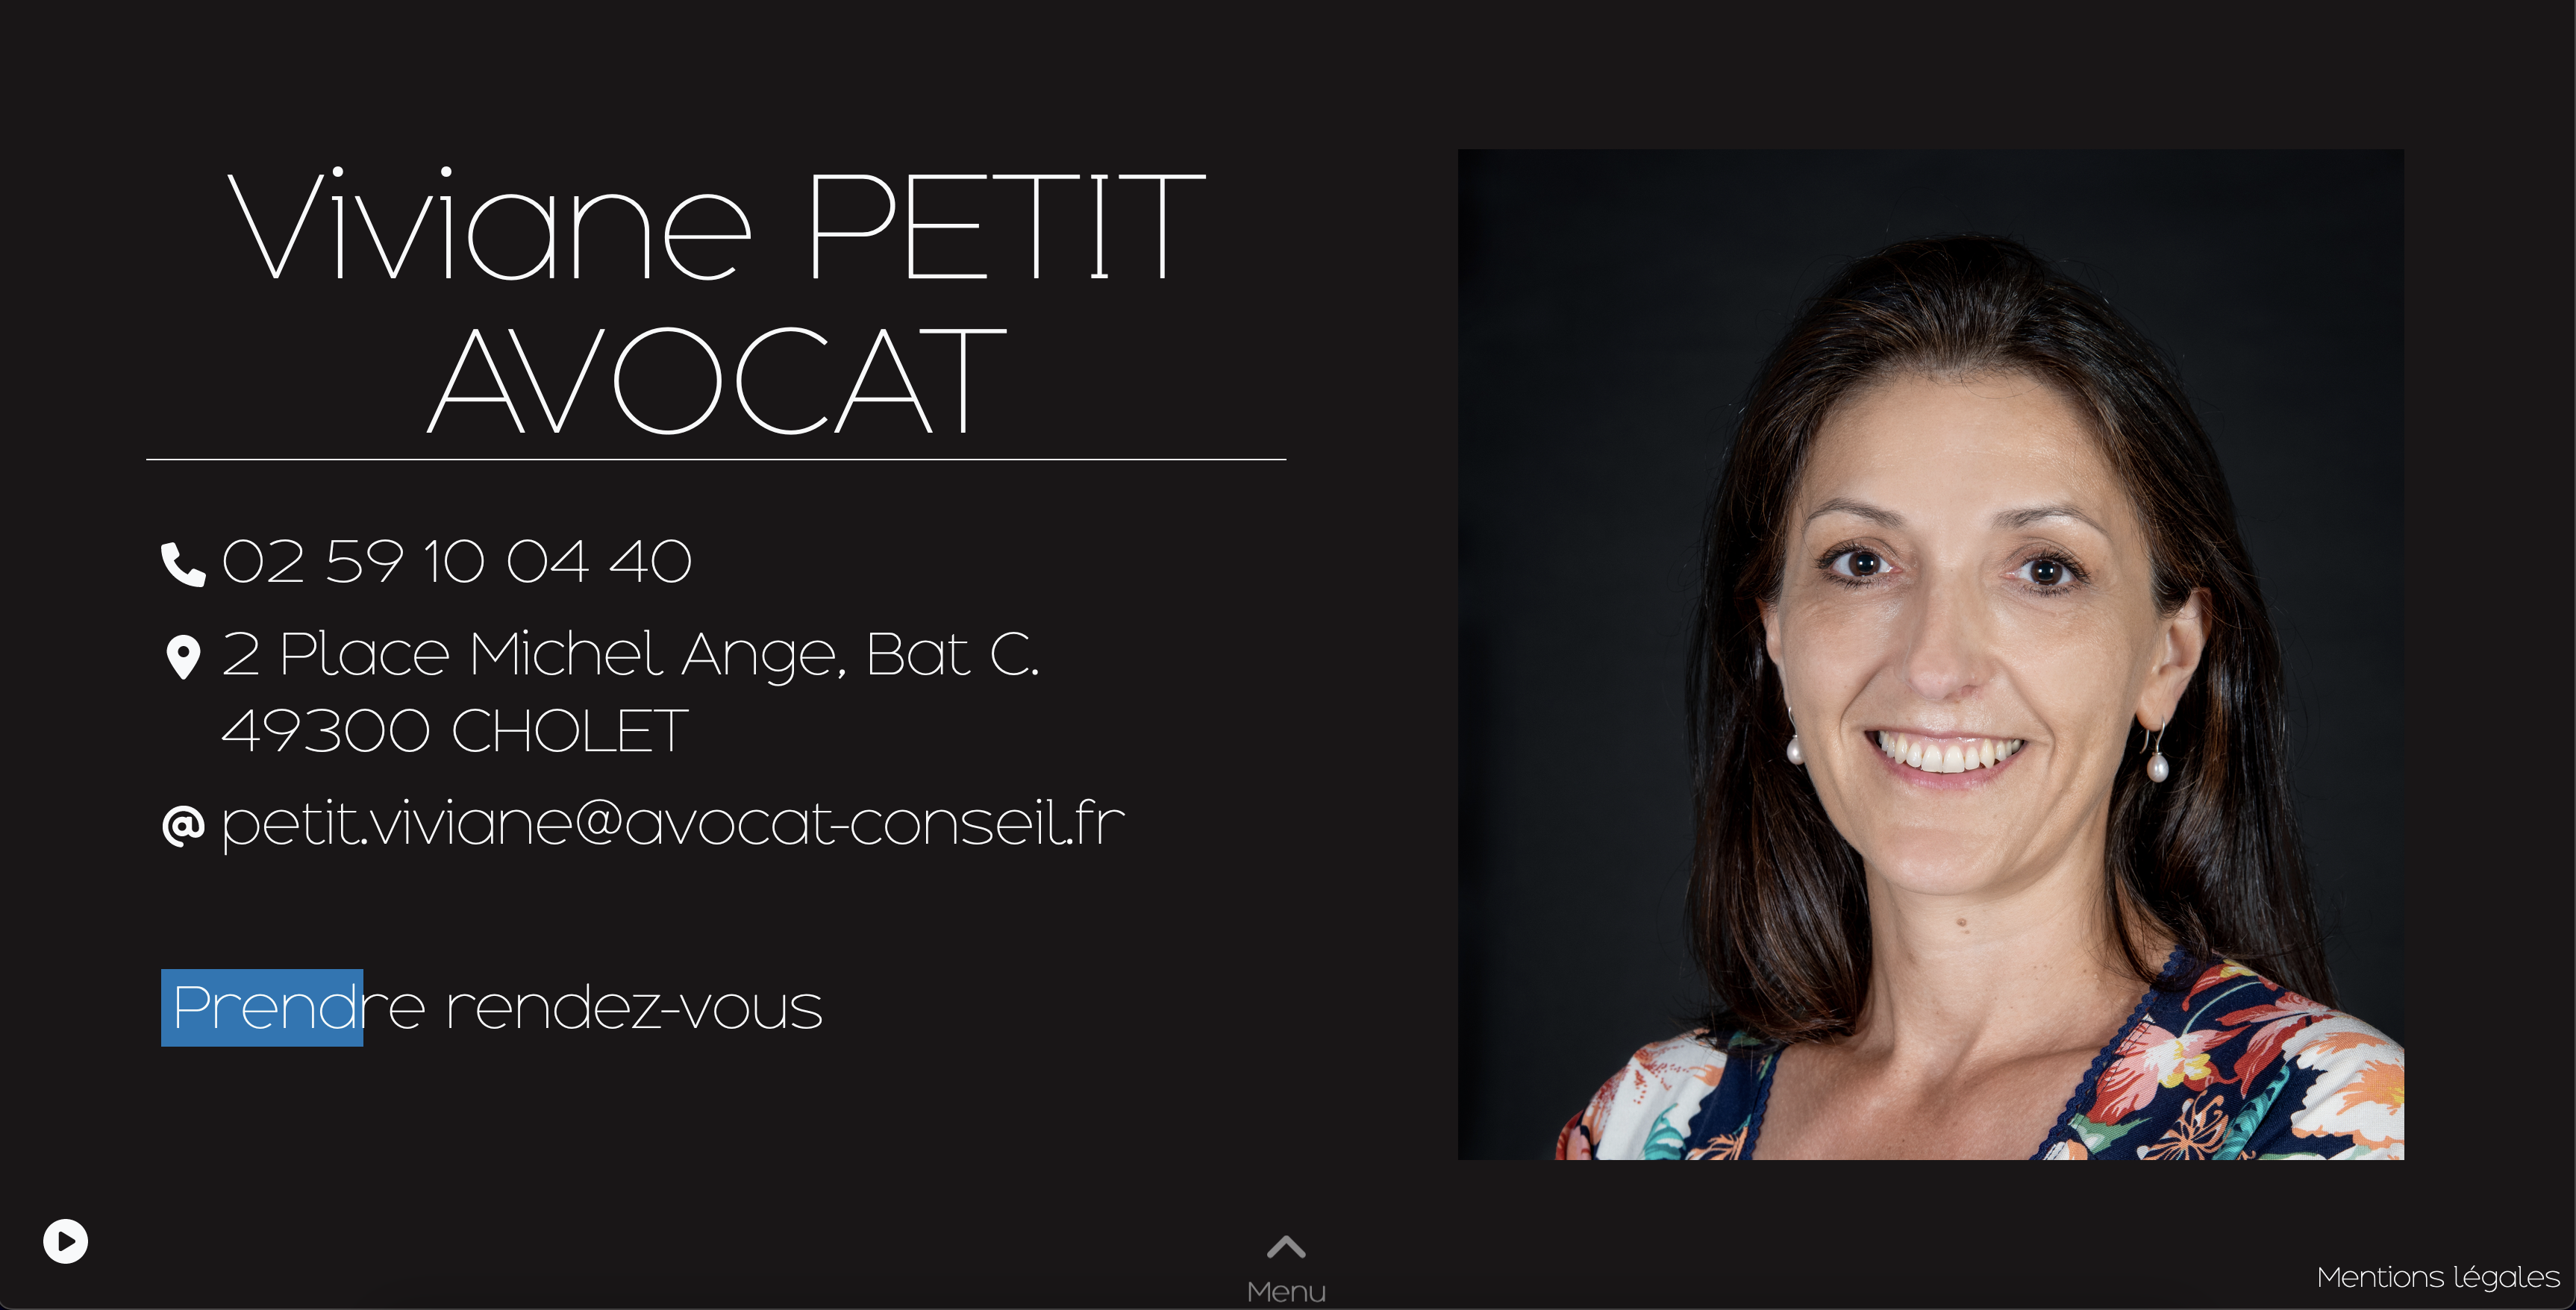 Viviane PETIT
AVOCAT
02 59 10 04 40
2 Place Michel Ange, Bat C.
49300 CHOLET
petit.viviane@avocat-conseil.fr
Prendre rendez-vous
Menu
Mentions légales